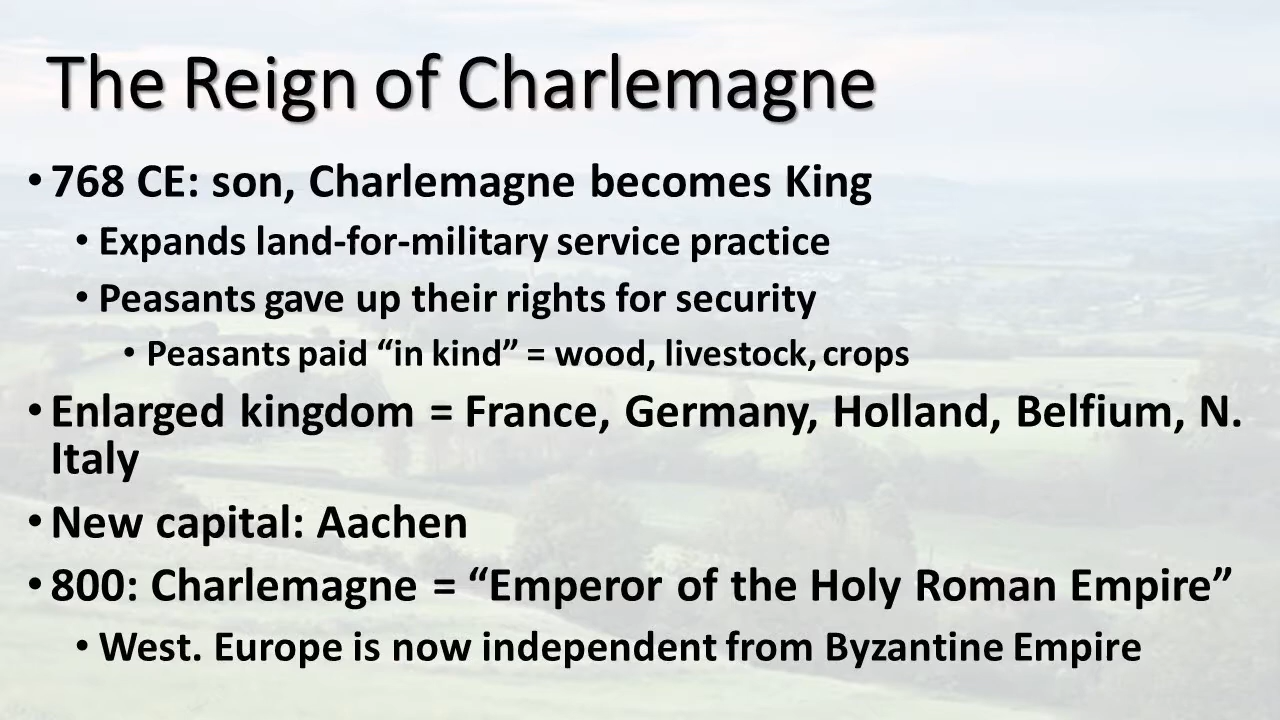 The Reign of Charlemagne
• 768 CE: son, Charlemagne becomes King
• Expands land-for-military service practice
• Peasants gave up their rights for security
• Peasants paid “in kind” = wood, livestock, crops
• Enlarged kingdom = France, Germany, Holland, Belfium, N.
Italy
• New capital: Aachen
• 800: Charlemagne = “Emperor of the Holy Roman Empire”
• West. Europe is now independent from Byzantine Empire